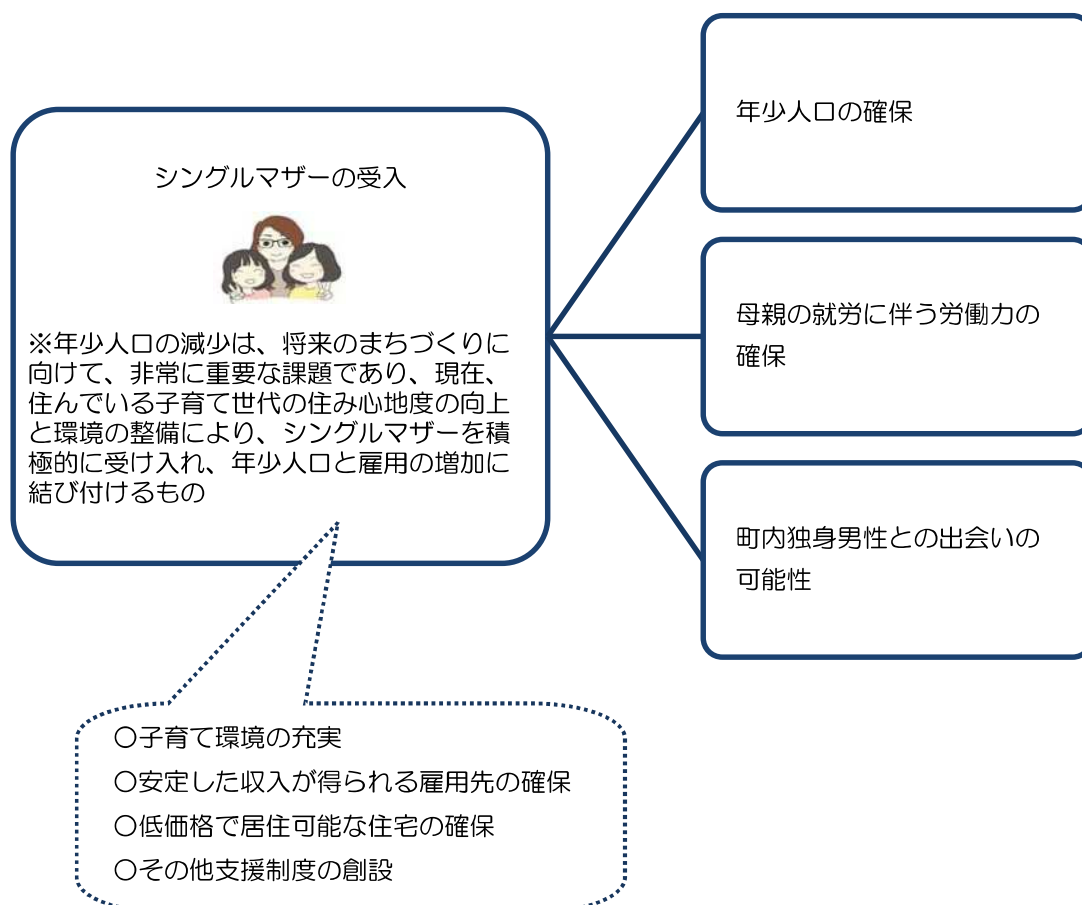 シングルマザーの受入
※年少人口の減少は、将来のまちづくりに
向けて、非常に重要な課題であり、現在、
住んでいる子育て世代の住み心地度の向上
と環境の整備により、シングルマザーを積
極的に受け入れ、年少人口と雇用の増加に
結び付けるもの
年少人口の確保
母親の就労に伴う労働力の
確保
町内独身男性との出会いの
可能性
〇子育て環境の充実
〇安定した収入が得られる雇用先の確保
〇低価格で居住可能な住宅の確保
〇その他支援制度の創設